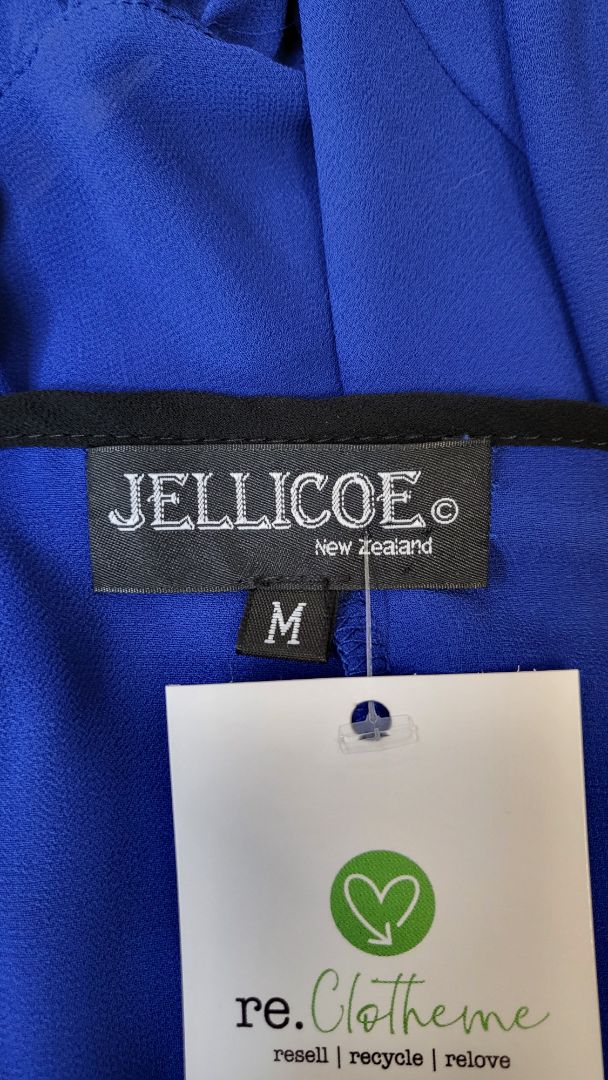 JELLICOE©
New Zealand
M
re.Clotheme
resell | recycle | relove